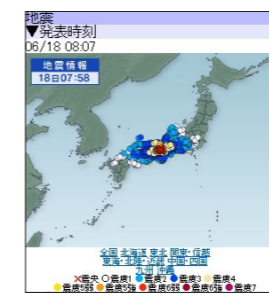 地震
▼発表時刻
06/18 08:07
地震情報
18日07:58
全国 北海道 東北 関東・信越
東海・北陸・近畿 中国・四国
九州 沖縄
×震央 ○震度1 ●震度2 ●震度3 ●震度4
●震度5弱 ●震度5強 ●震度6弱 ●震度6強 ●震度7